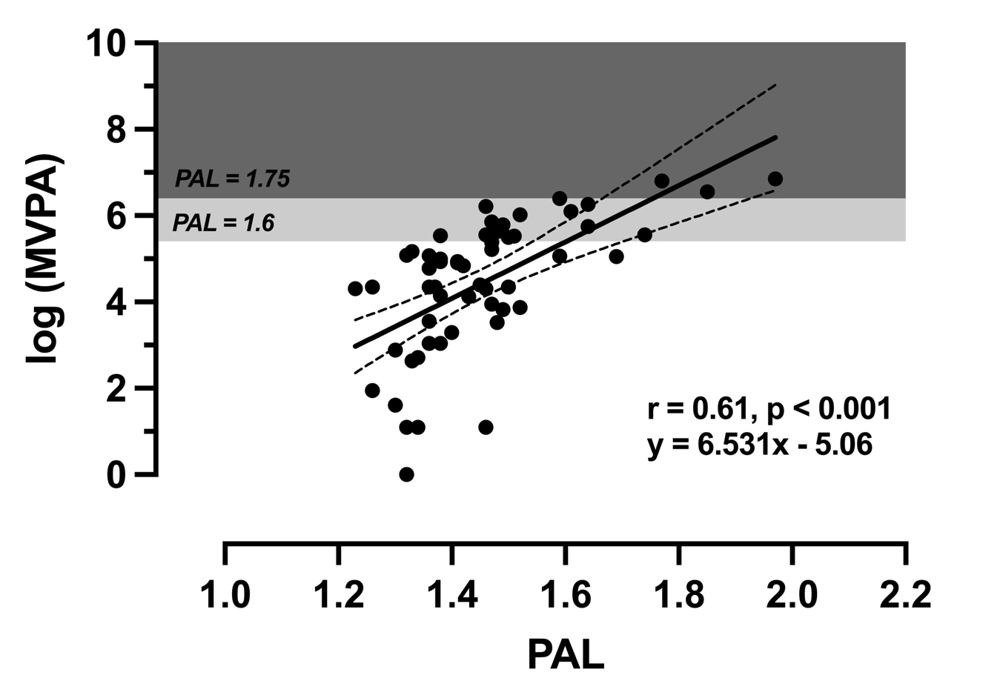 10
8
6
4
2
0
log (MVPA)
PAL = 1.75
PAL = 1.6
r = 0.61, p < 0.001
y = 6.531x - 5.06
1.0 1.2 1.4 1.6 1.8 2.0 2.2
PAL